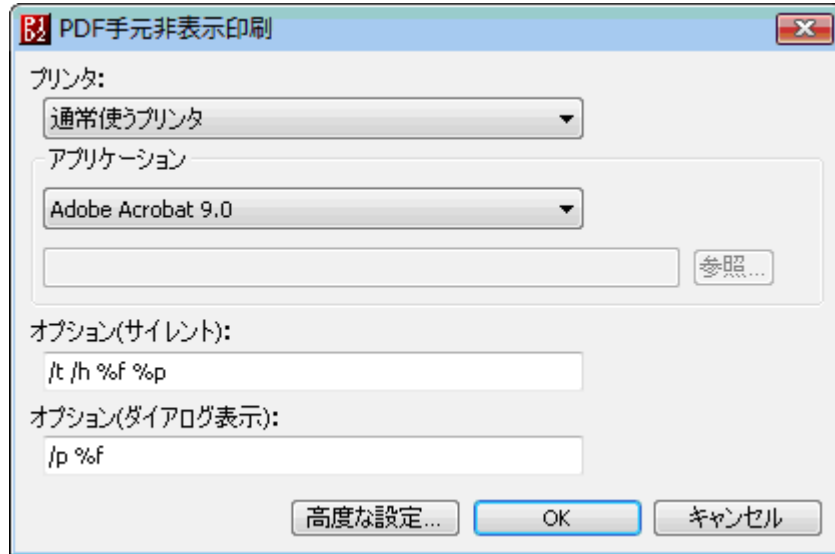 PDF手元非表示印刷
プリンタ:
通常使うプリンタ
アプリケーション
Adobe Acrobat 9.0
参照...
オプション(サイレント):
/t /h %f %p
オプション(ダイアログ表示):
/p %f
高度な設定... OK キャンセル